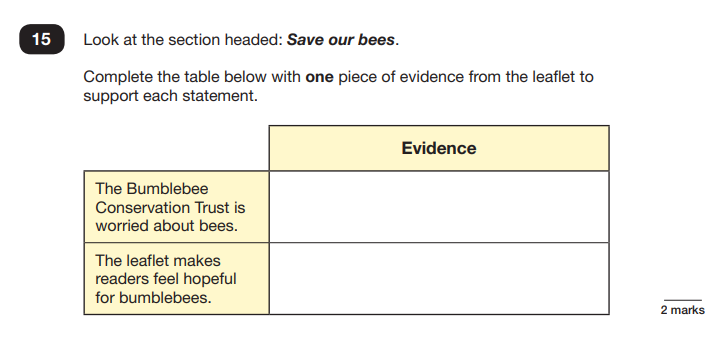 15 Look at the section headed: Save our bees.
Complete the table below with one piece of evidence from the leaflet to
support each statement.
Evidence
The Bumblebee
Conservation Trust is
worried about bees.
The leaflet makes
readers feel hopeful
for bumblebees.
2 marks